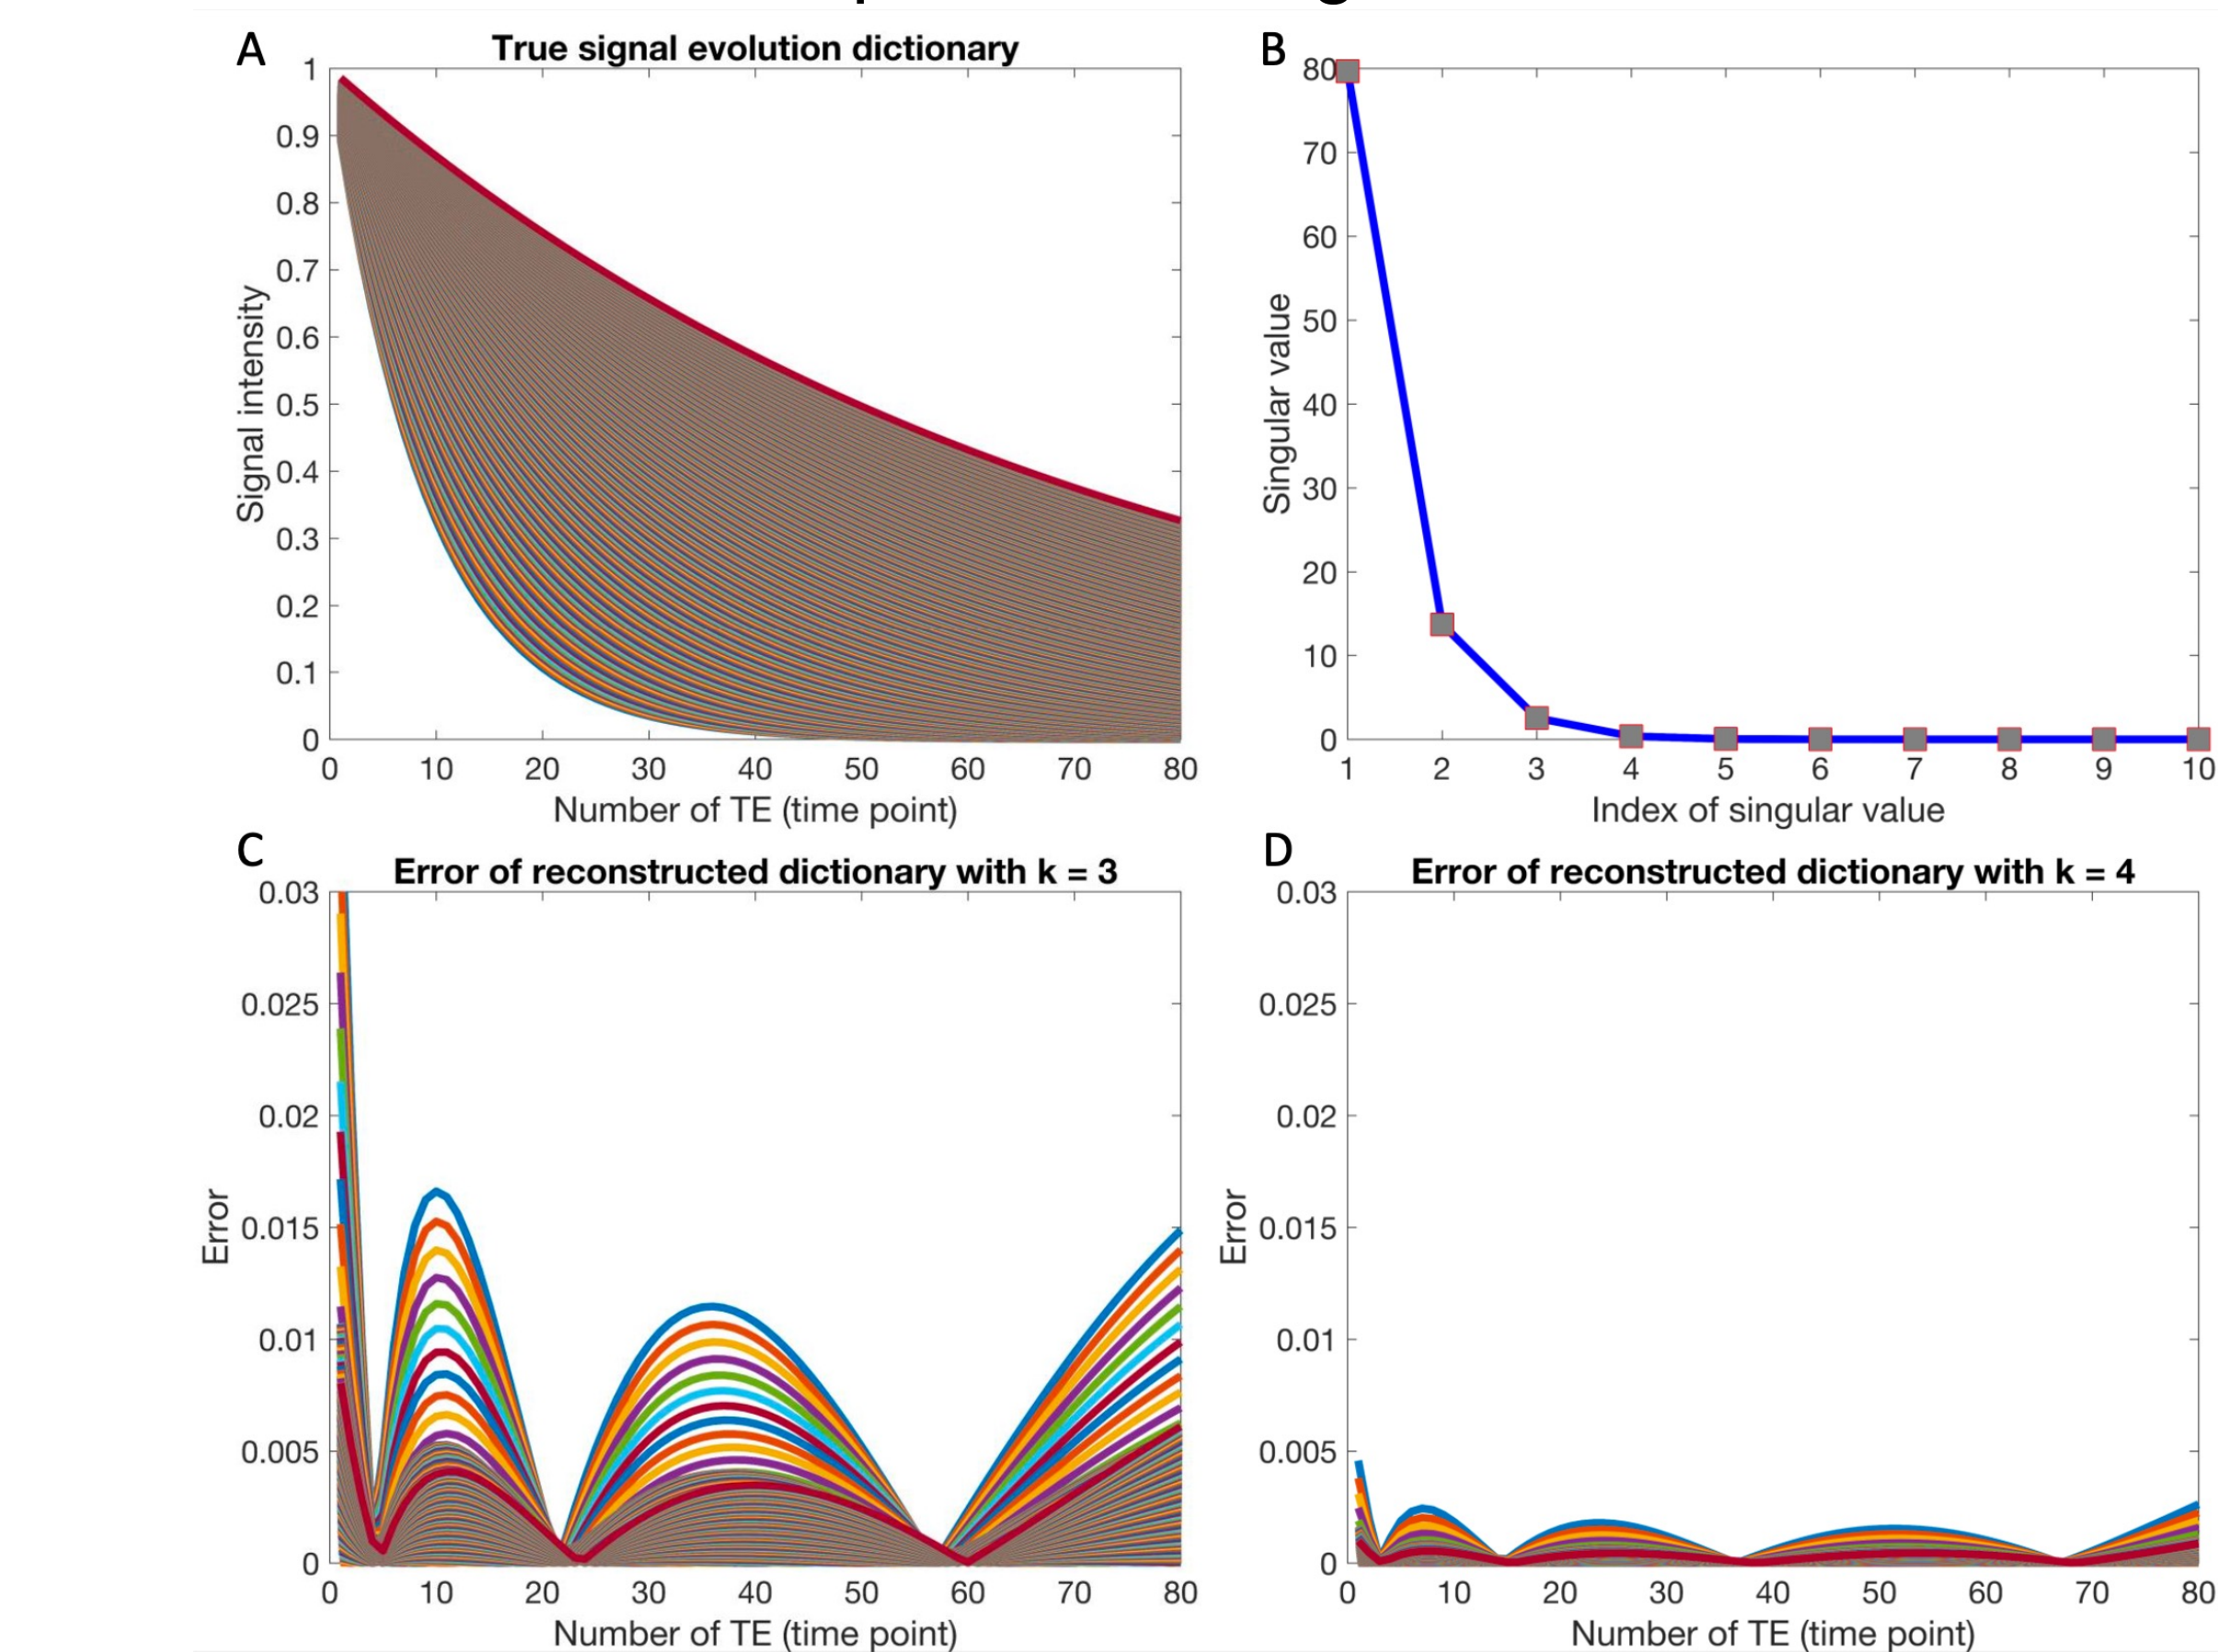 A
True signal evolution dictionary
1
0.9
0.8
0.7
0.6
0.5
0.4
0.3
0.2
0.1
0
Signal intensity
0 10 20 30 40 50 60 70 80
Number of TE (time point)
B
80
70
60
50
40
30
20
10
0
Singular value
1 2 3 4 5 6 7 8 9 10
Index of singular value
C
Error of reconstructed dictionary with k = 3
0.03
0.025
0.02
0.015
0.01
0.005
0
Error
0 10 20 30 40 50 60 70 80
Number of TE (time point)
D
Error of reconstructed dictionary with k = 4
0.03
0.025
0.02
0.015
0.01
0.005
0
Error
0 10 20 30 40 50 60 70 80
Number of TE (time point)